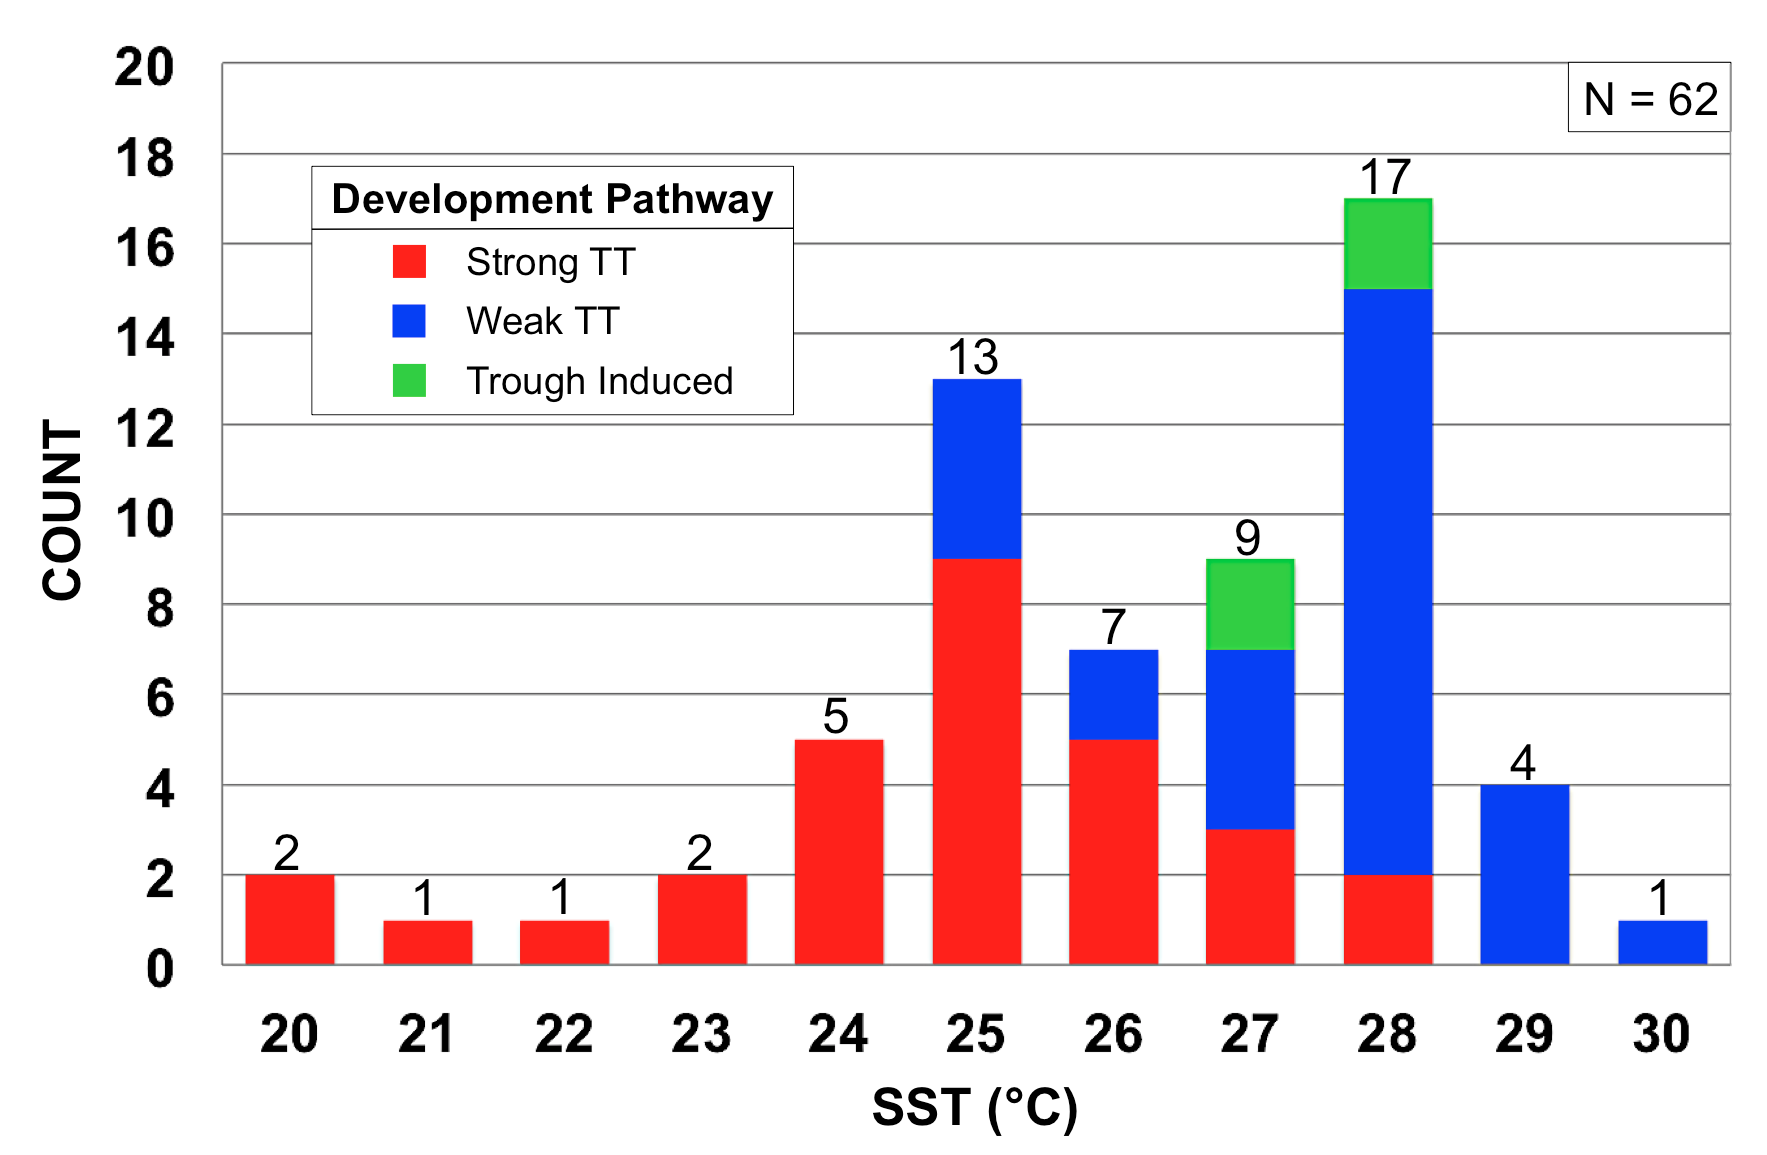 20
N = 62
18
17
Development Pathway
16
Strong TT
Weak TT
14
13
Trough Induced
12
COUNT
10
9
8
7
6
5
4
4
2
2
2
1
1
1
0
20 21 22 23 24 25 26 27 28 29 30
SST (°C)